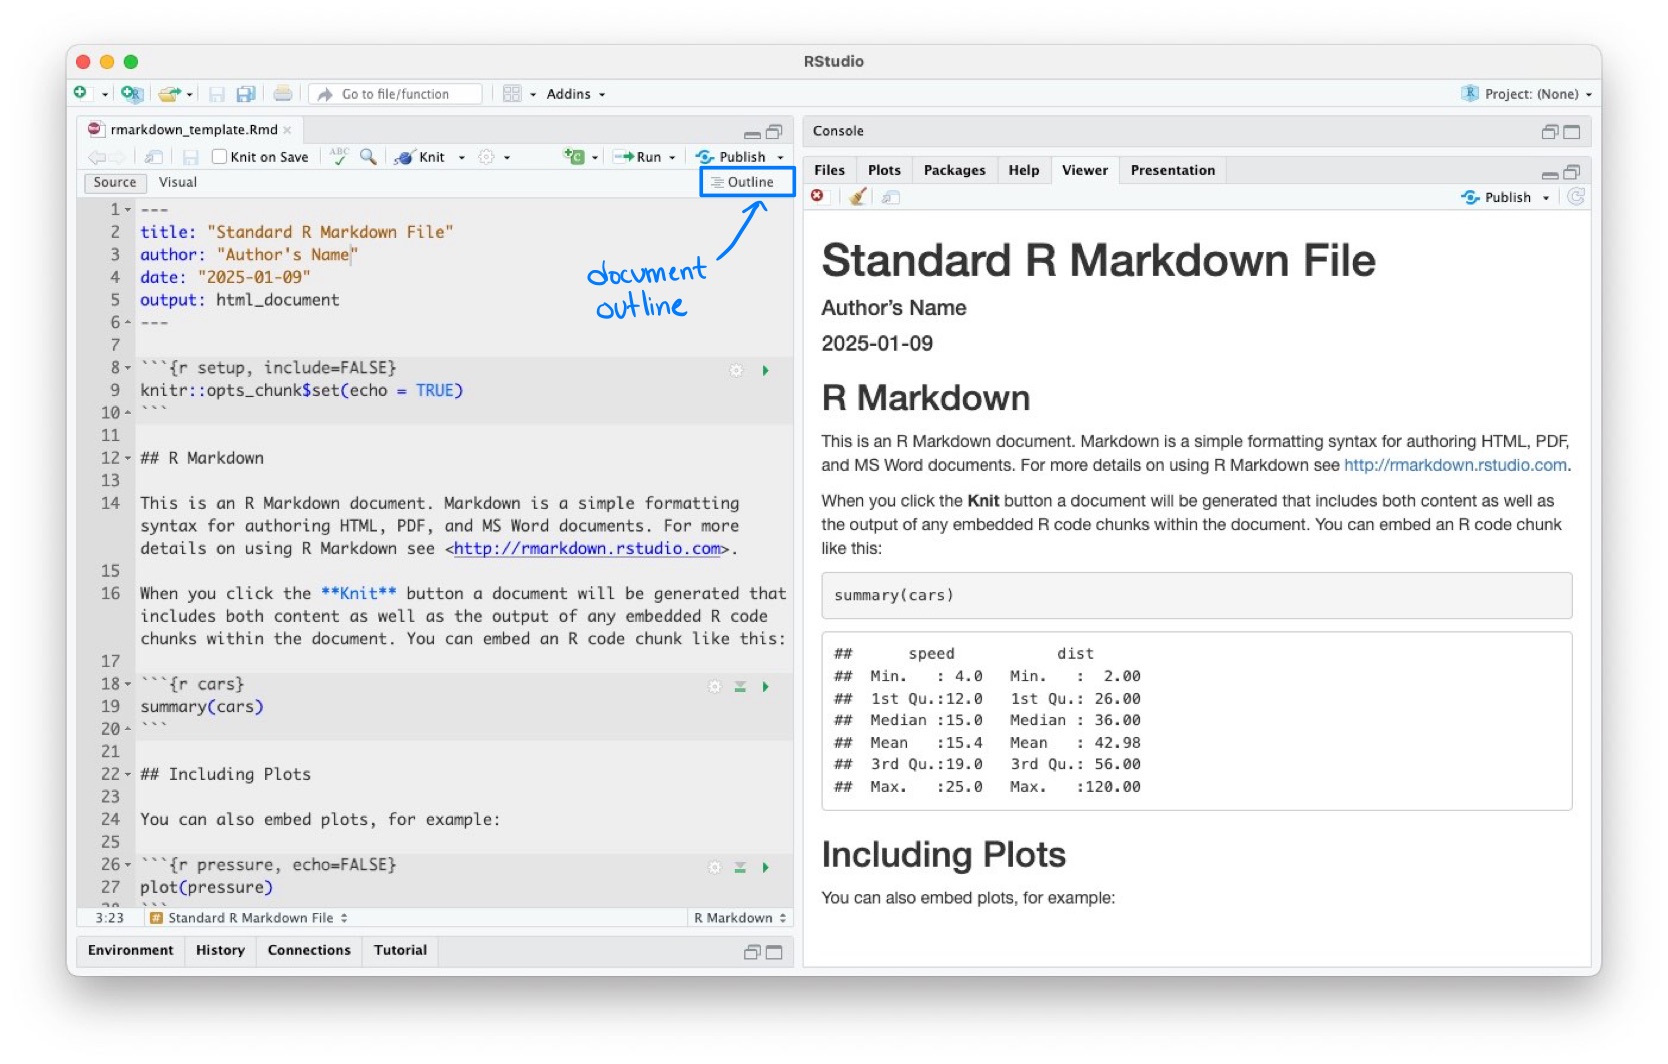 RStudio
Go to file/function
Addins
Project: (None)
rmarkdown_template.Rmd
Knit on Save
ABC
Knit
Run
Publish
Source
Visual
Outline
1 ---
2 title: "Standard R Markdown File"
3 author: "Author's Name"
4 date: "2025-01-09"
5 output: html_document
6 ---
7
8 ```{r setup, include=FALSE}
9 knitr::opts_chunk$set(echo = TRUE)
10 ```
11
12 ## R Markdown
13
14 This is an R Markdown document. Markdown is a simple formatting
syntax for authoring HTML, PDF, and MS Word documents. For more
details on using R Markdown see <http://rmarkdown.rstudio.com>.
15
16 When you click the **Knit** button a document will be generated that
includes both content as well as the output of any embedded R code
chunks within the document. You can embed an R code chunk like this:
17
18 ```{r cars}
19 summary(cars)
20 ```
21
22 ## Including Plots
23
24 You can also embed plots, for example:
25
26 ```{r pressure, echo=FALSE}
27 plot(pressure)
document
outline
3:23
Standard R Markdown File
R Markdown
Environment
History
Connections
Tutorial
Console
Files
Plots
Packages
Help
Viewer
Presentation
Publish
Standard R Markdown File
Author's Name
2025-01-09
R Markdown
This is an R Markdown document. Markdown is a simple formatting syntax for authoring HTML, PDF,
and MS Word documents. For more details on using R Markdown see http://rmarkdown.rstudio.com.
When you click the Knit button a document will be generated that includes both content as well as
the output of any embedded R code chunks within the document. You can embed an R code chunk
like this:
summary(cars)
##      speed           dist
##  Min.   : 4.0   Min.   :  2.00
##  1st Qu.:12.0   1st Qu.: 26.00
##  Median :15.0   Median : 36.00
##  Mean   :15.4   Mean   : 42.98
##  3rd Qu.:19.0   3rd Qu.: 56.00
##  Max.   :25.0   Max.   :120.00
Including Plots
You can also embed plots, for example: